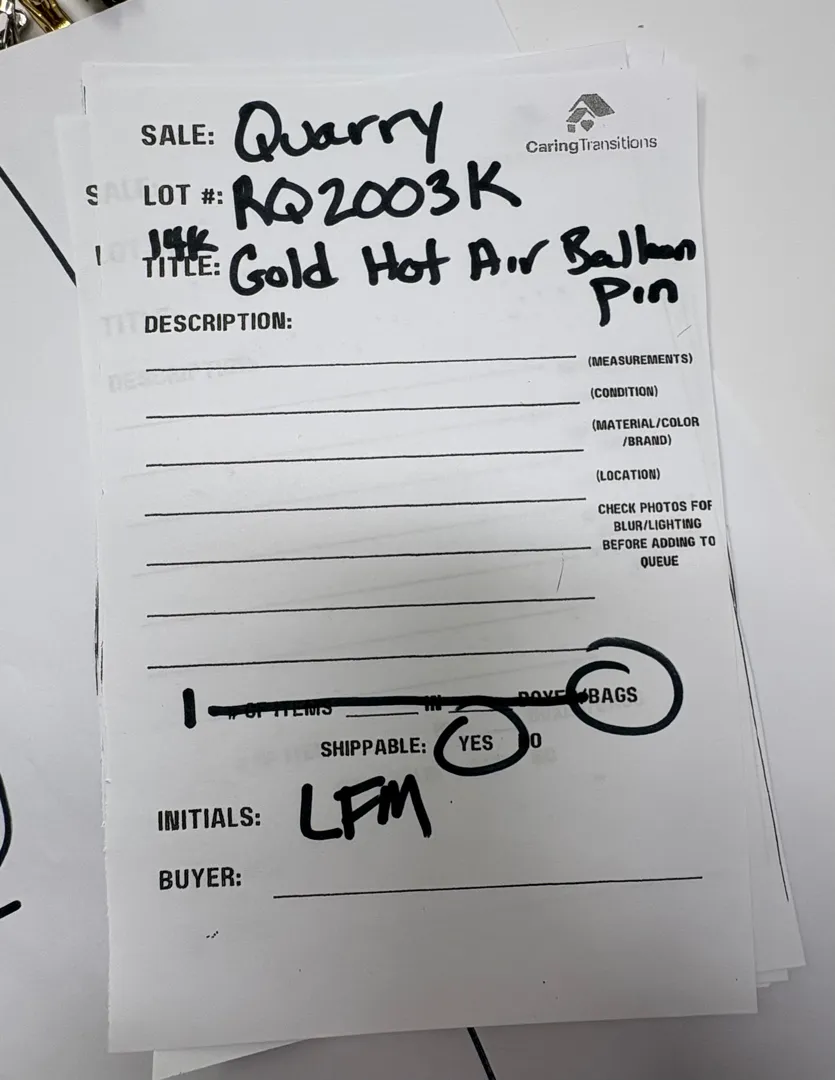 SALE: Quarry
CaringTransitions
LOT #: RQ2003K
14K
TITLE: Gold Hot Air Balloon
Pin
DESCRIPTION:
(MEASUREMENTS)
(CONDITION)
(MATERIAL/COLOR
/BRAND)
(LOCATION)
CHECK PHOTOS FOR
BLUR/LIGHTING
BEFORE ADDING TO
QUEUE
1 # OF ITEMS IN BOXES/BAGS
SHIPPABLE: YES NO
INITIALS: LFM
BUYER: